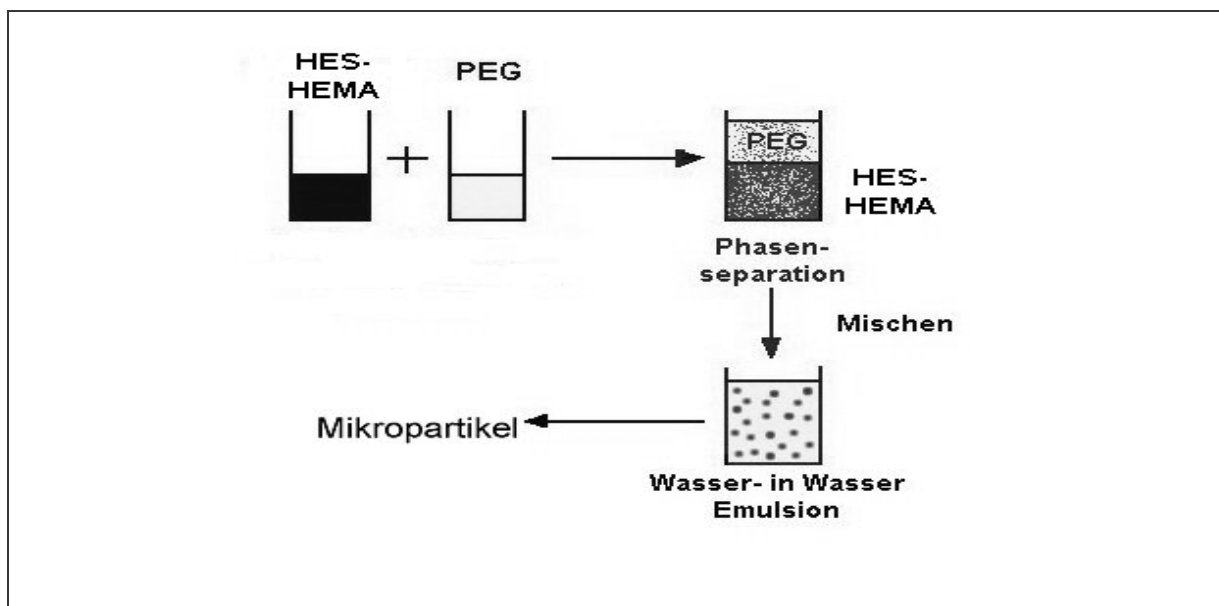 HES-
HEMA
PEG
PEG
HES-
HEMA
Phasen-
separation
Mischen
Mikropartikel
Wasser- in Wasser
Emulsion